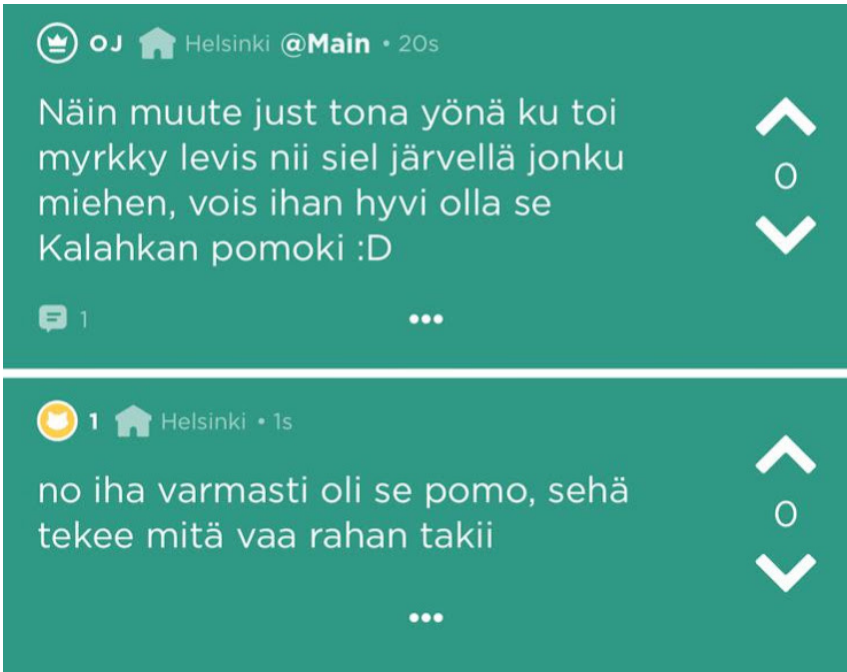 OJ Helsinki @Main • 20s
Näin muute just tona yönä ku toi
myrkky levis nii siel järvellä jonku
miehen, vois ihan hyvi olla se
Kalahkan pomoki :D
0
1
1 Helsinki • 1s
no iha varmasti oli se pomo, sehä
tekee mitä vaa rahan takii
0